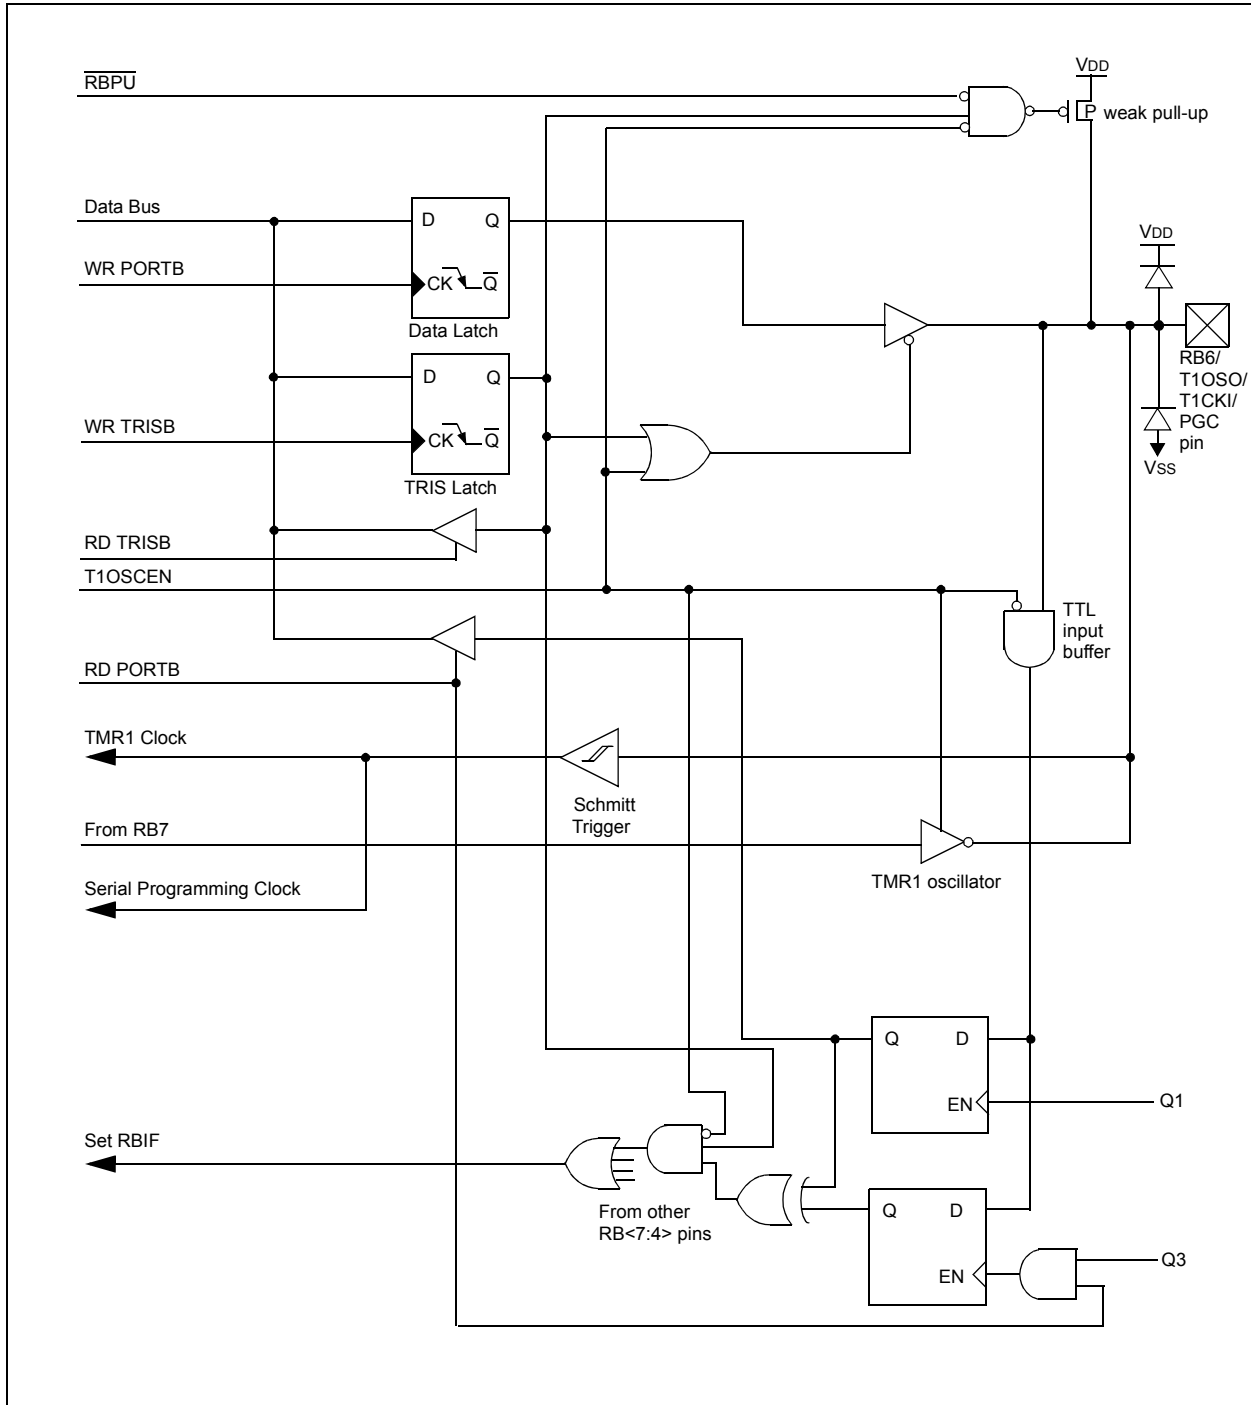 RBPU
VDD
P weak pull-up
Data Bus
D Q
WR PORTB
CK Q
Data Latch
VDD
RB6/
T1OSO/
T1CKI/
PGC
pin
VSS
D Q
WR TRISB
CK Q
TRIS Latch
RD TRISB
T1OSCEN
TTL
input
buffer
RD PORTB
TMR1 Clock
Schmitt
Trigger
From RB7
TMR1 oscillator
Serial Programming Clock
Q D
EN
Q1
Set RBIF
From other
RB<7:4> pins
Q D
EN
Q3